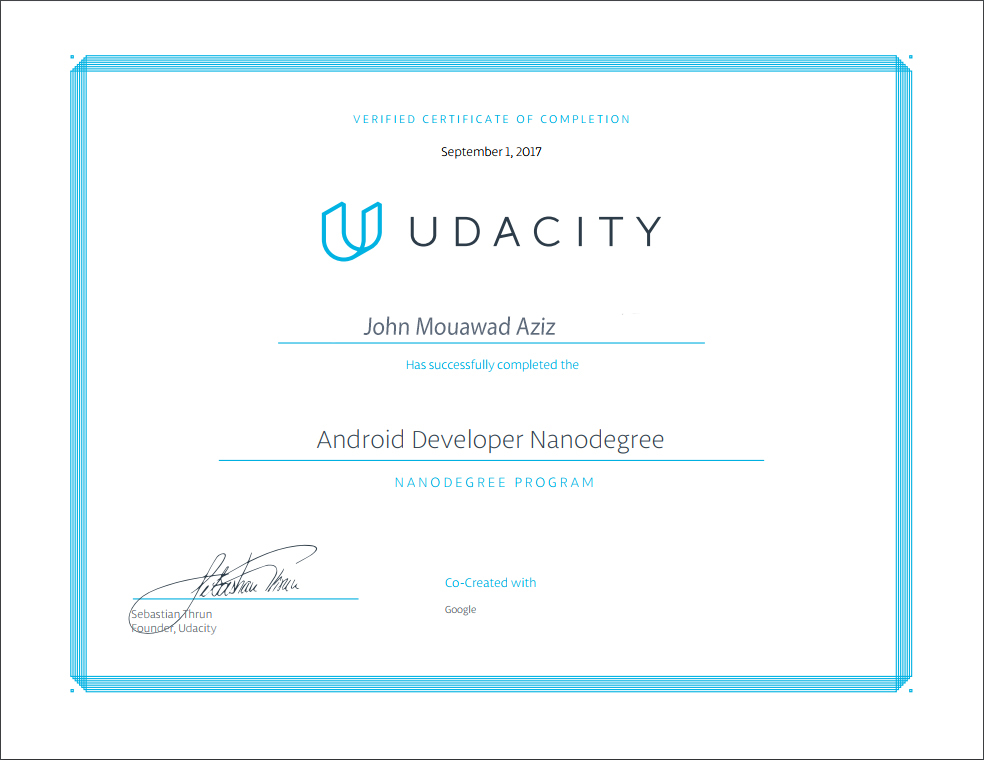 VERIFIED CERTIFICATE OF COMPLETION
September 1, 2017
UDACITY
John Mouawad Aziz
Has successfully completed the
Android Developer Nanodegree
NANODEGREE PROGRAM
Sebastian Thrun
Sebastian Thrun
Founder, Udacity
Co-Created with
Google